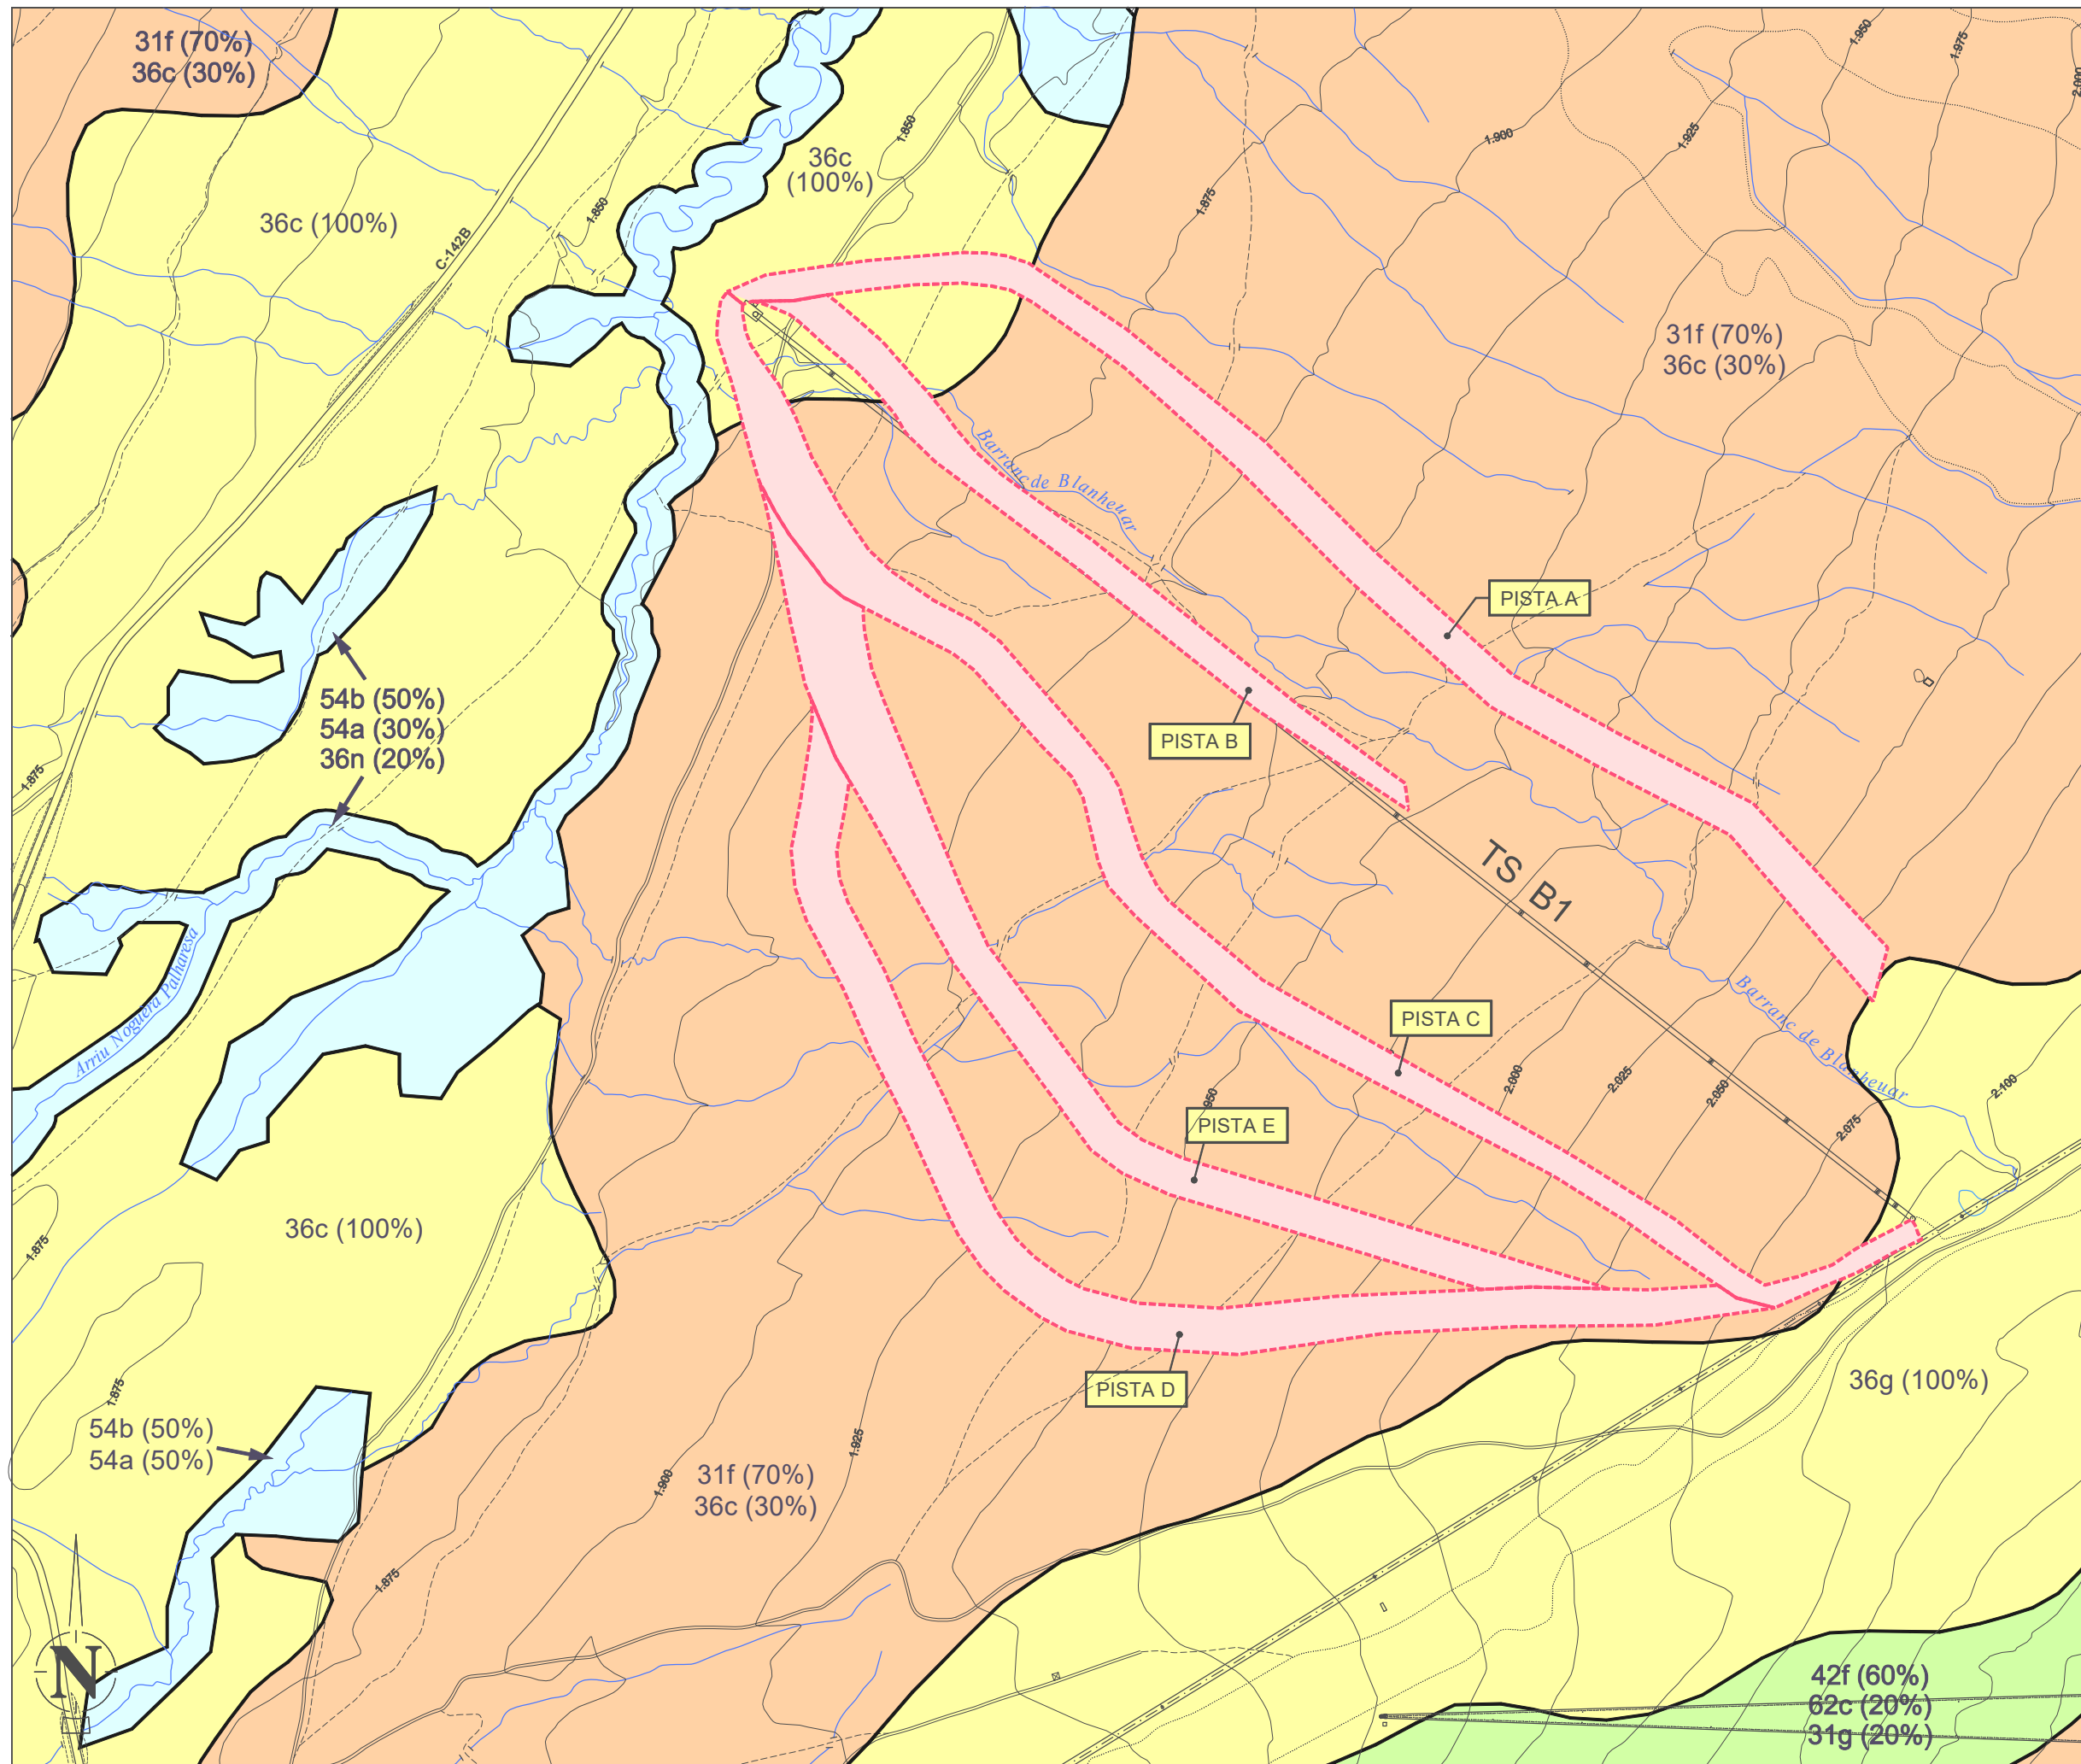 31f (70%)
36c (30%)
1.950
1.975
2.000
36c
(100%)
1.850
1.900
1.925
36c (100%)
1.850
1.875
C-142B
31f (70%)
36c (30%)
Barranc de Blanheuar
PISTA A
54b (50%)
54a (30%)
36n (20%)
PISTA B
1.875
TS B1
Arriu Noguera Palharesa
Barranc de Blanheuar
PISTA C
2.000
2.025
2.050
2.075
2.100
950
PISTA E
36c (100%)
1.875
PISTA D
36g (100%)
1.875
54b (50%)
54a (50%)
1.925
1.900
31f (70%)
36c (30%)
1.875
N
42f (60%)
62c (20%)
31g (20%)